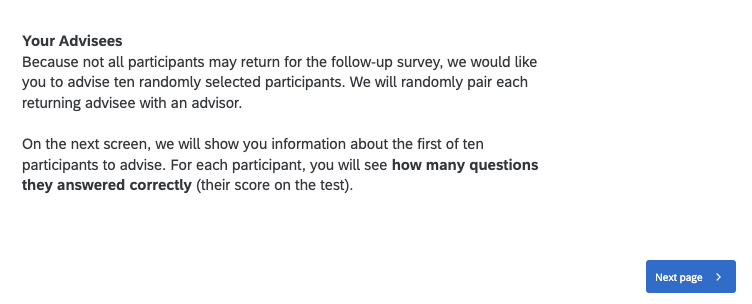 Your Advisees
Because not all participants may return for the follow-up survey, we would like
you to advise ten randomly selected participants. We will randomly pair each
returning advisee with an advisor.
On the next screen, we will show you information about the first of ten
participants to advise. For each participant, you will see how many questions
they answered correctly (their score on the test).
Next page